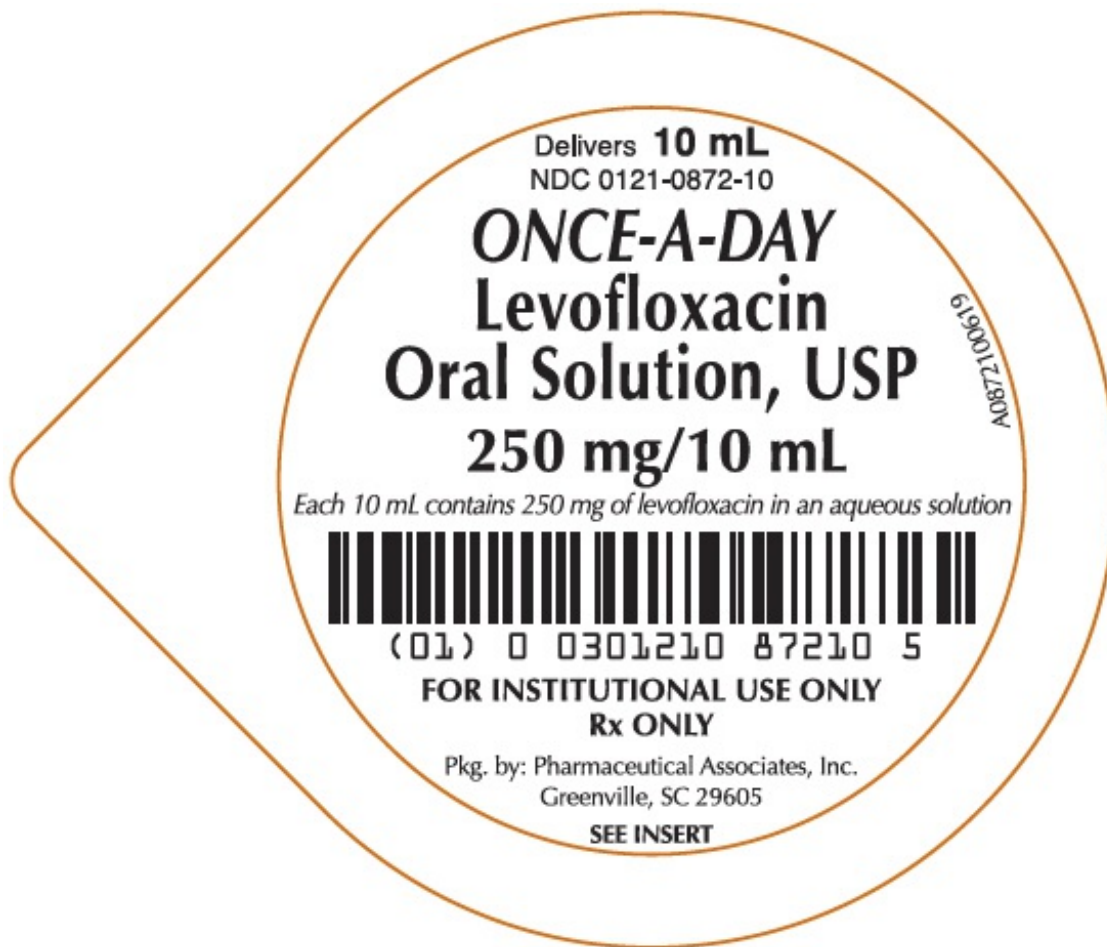 Delivers 10 mL
NDC 0121-0872-10
ONCE-A-DAY
Levofloxacin
Oral Solution, USP
250 mg/10 mL
Each 10 mL contains 250 mg of levofloxacin in an aqueous solution
(01) 0 0301210 87210 5
FOR INSTITUTIONAL USE ONLY
Rx ONLY
Pkg. by: Pharmaceutical Associates, Inc.
Greenville, SC 29605
SEE INSERT
A0872100619